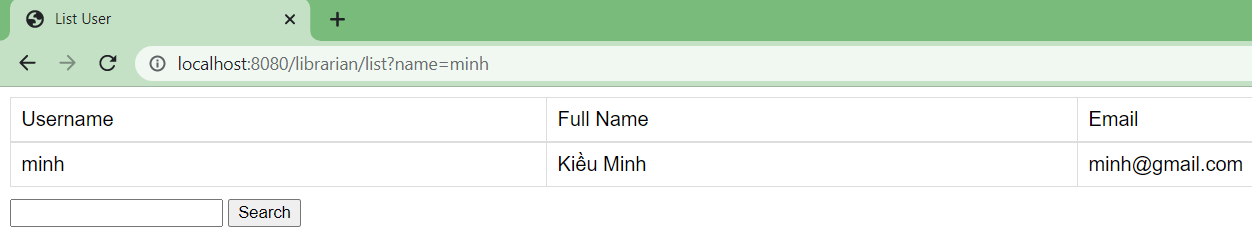 List User
localhost:8080/librarian/list?name=minh
Username Full Name Email
minh Kiều Minh minh@gmail.com
Search